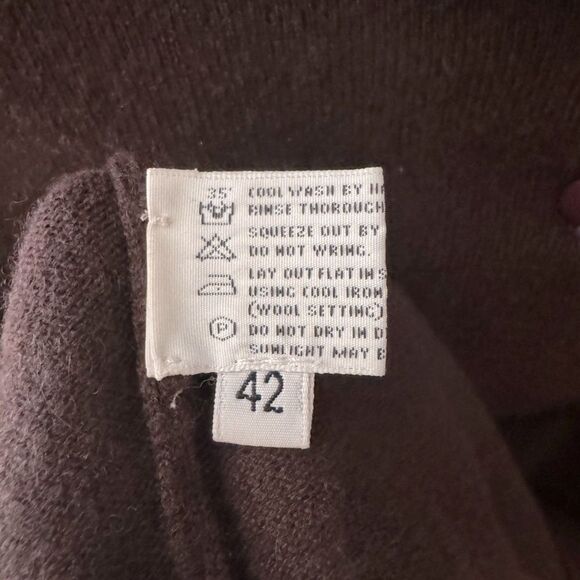 35° COOL WASH BY HA
RINSE THOROUGH
SQUEEZE OUT BY
DO NOT WRING.
LAY OUT FLAT IN S
USING COOL IRON
(WOOL SETTING)
P DO NOT DRY IN D
SUNLIGHT MAY B
42